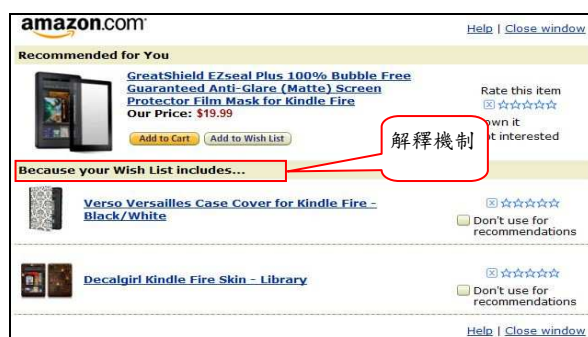 amazon.com
Help | Close window
Recommended for You
GreatShield EZseal Plus 100% Bubble Free
Guaranteed Anti-Glare (Matte) Screen
Protector Film Mask for Kindle Fire
Our Price: $19.99
Add to Cart Add to Wish List
Rate this item
own it
ot interested
解釋機制
Because your Wish List includes...
Verso Versailles Case Cover for Kindle Fire -
Black/White
Don't use for
recommendations
Decalgirl Kindle Fire Skin - Library
Don't use for
recommendations
Help | Close window